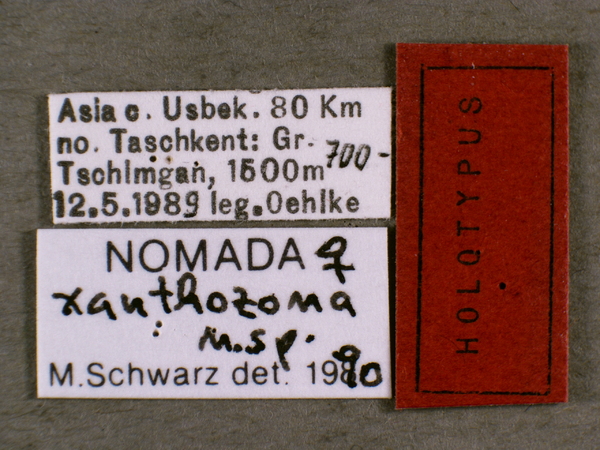 Asia c. Usbek. 80 Km
no. Taschkent: Gr.
Tschimgan, 1500m 700-
12.5.1989 leg. Oehlke
NOMADA ♀
xanthozona
n.sp.
M.Schwarz det. 1990
HOLOTYPUS